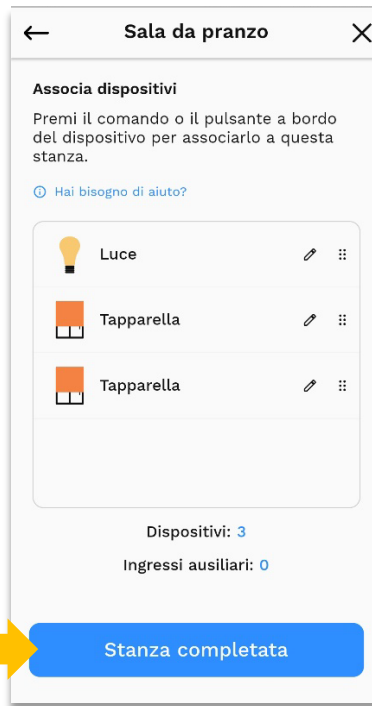 Sala da pranzo
Associa dispositivi
Premi il comando o il pulsante a bordo
del dispositivo per associarlo a questa
stanza.
Hai bisogno di aiuto?
Luce
Tapparella
Tapparella
Dispositivi: 3
Ingressi ausiliari: 0
Stanza completata